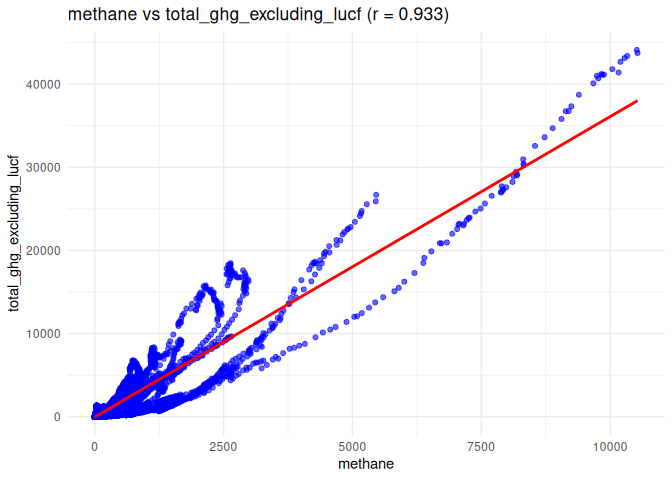 methane vs total_ghg_excluding_lucf (r = 0.933)
total_ghg_excluding_lucf
40000
30000
20000
10000
0
0 2500 5000 7500 10000
methane